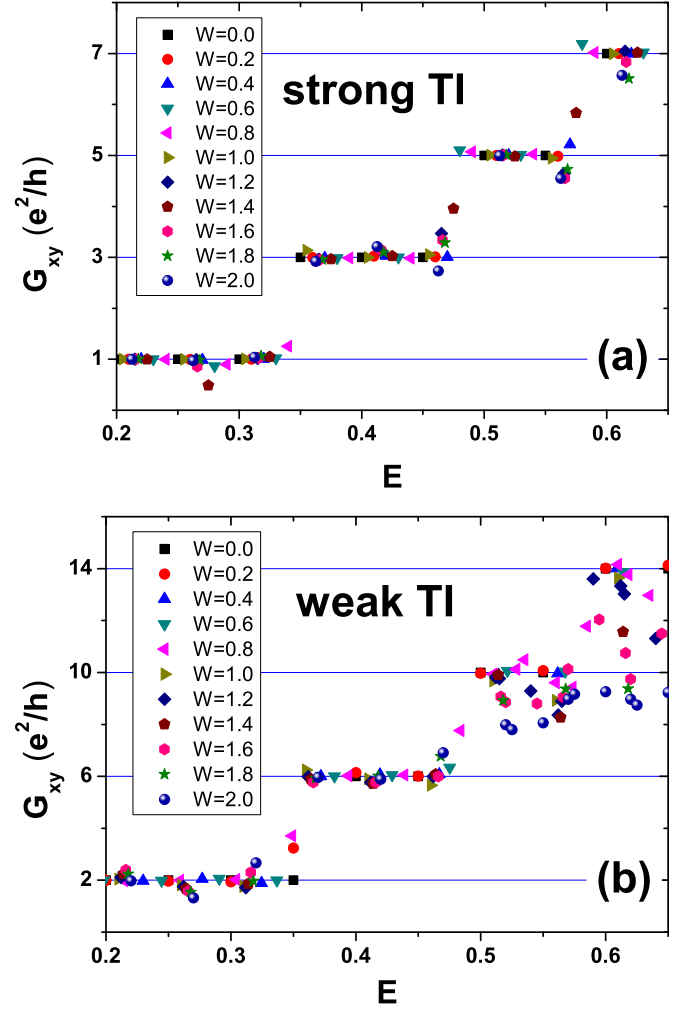 W=0.0
W=0.2
W=0.4
W=0.6
W=0.8
W=1.0
W=1.2
W=1.4
W=1.6
W=1.8
W=2.0
strong TI
7
5
3
1
G_xy (e²/h)
(a)
0.2 0.3 0.4 0.5 0.6
E
W=0.0
W=0.2
W=0.4
W=0.6
W=0.8
W=1.0
W=1.2
W=1.4
W=1.6
W=1.8
W=2.0
weak TI
14
10
6
2
G_xy (e²/h)
(b)
0.2 0.3 0.4 0.5 0.6
E